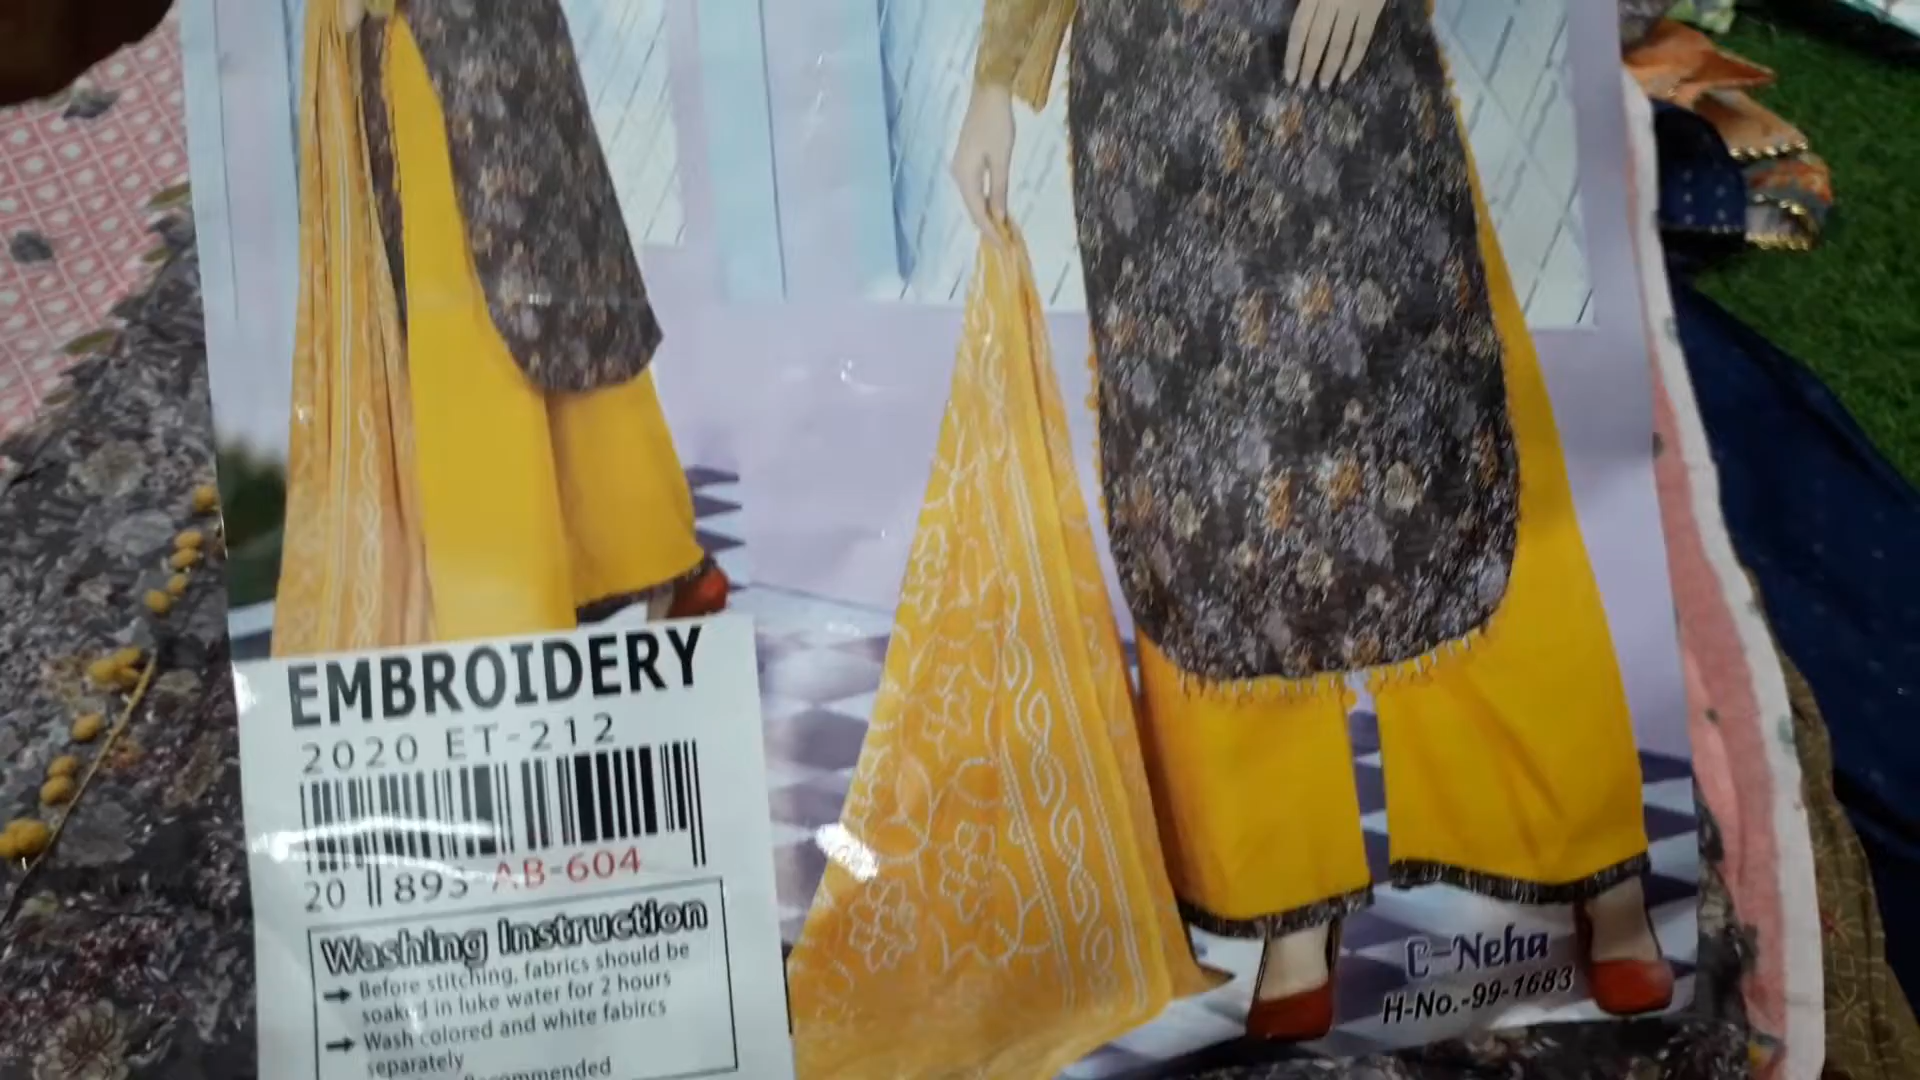 EMBROIDERY
2020 ET-212
20 895 AB-604
Washing Instruction
Before stitching, fabrics should be
soaked in luke water for 2 hours
Wash colored and white fabircs
separately
Recommended
C-Neha
H-No.-99-1683